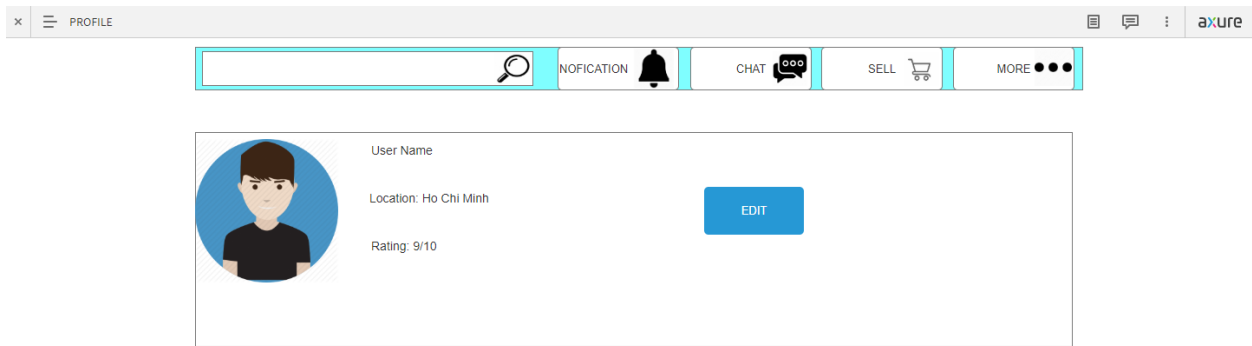 PROFILE
axure
NOFICATION
CHAT
SELL
MORE
User Name
Location: Ho Chi Minh
EDIT
Rating: 9/10